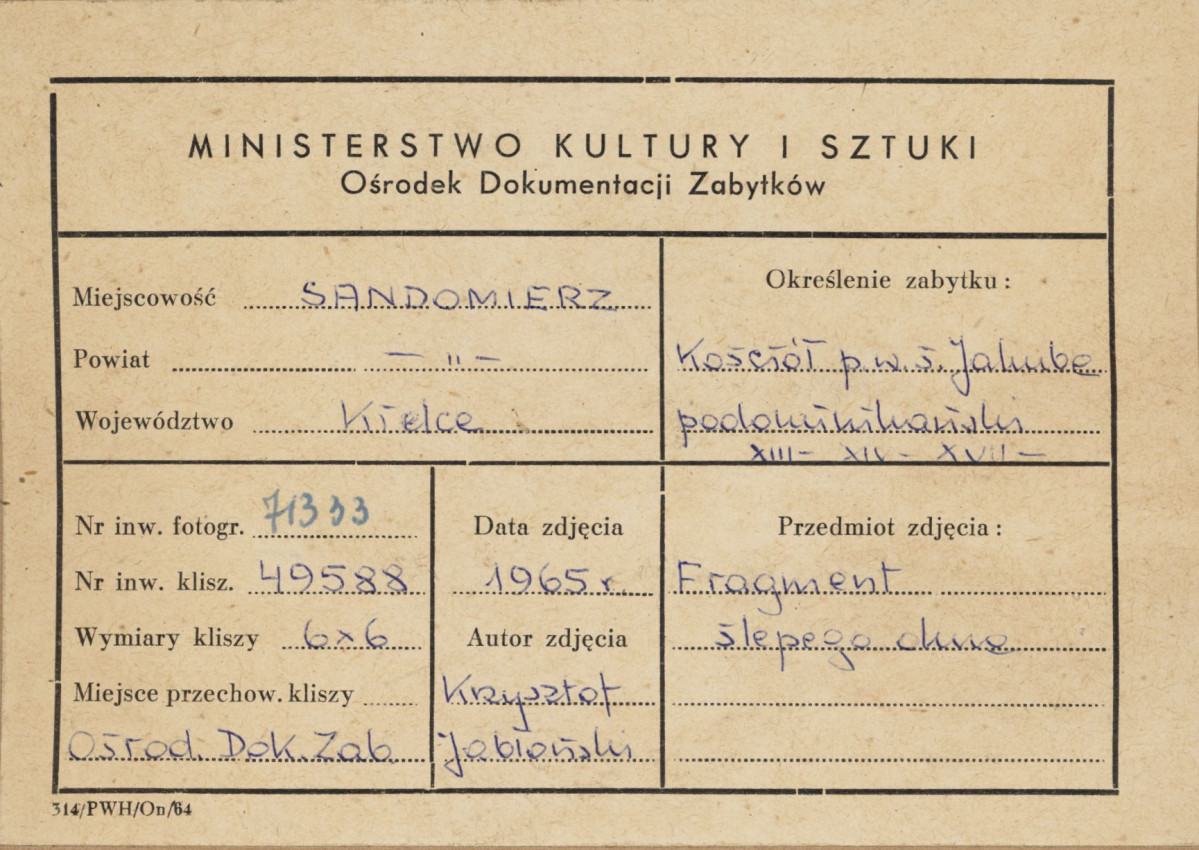 MINISTERSTWO KULTURY I SZTUKI
Ośrodek Dokumentacji Zabytków
Miejscowość SANDOMIERZ
Powiat — " —
Województwo Kielce
Określenie zabytku:
Kościół p.w. ś. Jakuba
podominikański
XIII - XIV - XVII -
Nr inw. fotogr. 71333
Nr inw. klisz. 49588
Wymiary kliszy 6x6
Miejsce przechow. kliszy
Ośrod. Dok. Zab.
Data zdjęcia
1965 r.
Autor zdjęcia
Krzysztof
Jabłoński
Przedmiot zdjęcia:
Fragment
ślepego okna
314/PWH/On/64